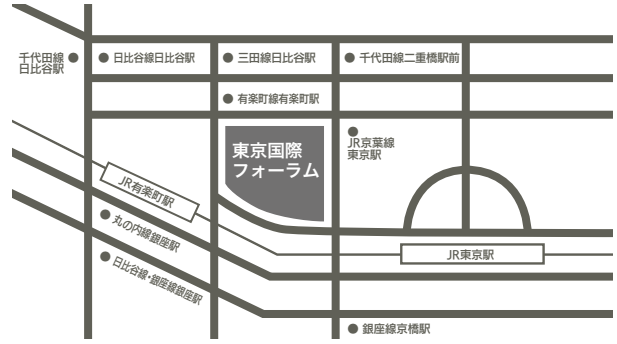 千代田線
日比谷駅
日比谷線日比谷駅
三田線日比谷駅
千代田線二重橋駅前
有楽町線有楽町駅
東京国際
フォーラム
JR京葉線
東京駅
JR有楽町駅
丸の内線銀座駅
日比谷線・銀座線銀座駅
JR東京駅
銀座線京橋駅